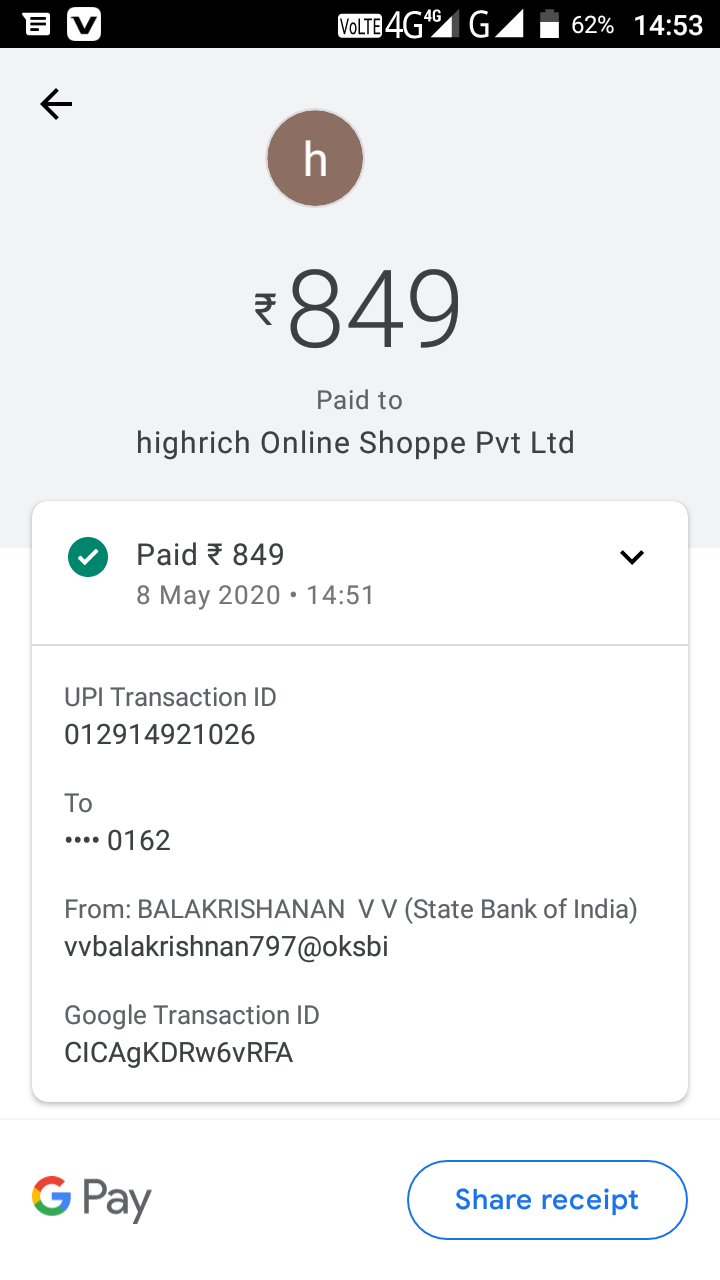 VoLTE 4G 4G G 62% 14:53
h
₹849
Paid to
highrich Online Shoppe Pvt Ltd
Paid ₹ 849
8 May 2020 • 14:51
UPI Transaction ID
012914921026
To
•••• 0162
From: BALAKRISHANAN  V V (State Bank of India)
vvbalakrishnan797@oksbi
Google Transaction ID
CICAgKDRw6vRFA
G Pay
Share receipt